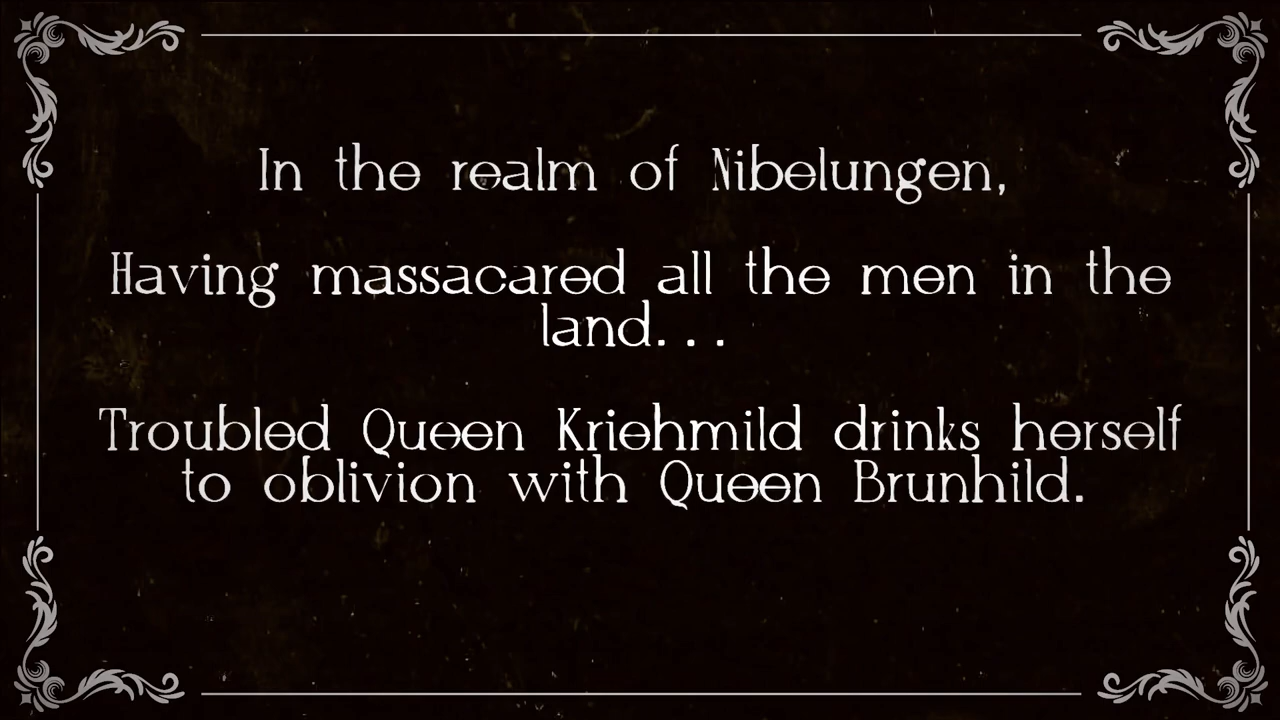 In the realm of Nibelungen,
Having massacared all the men in the
land...
Troubled Queen Kriehmild drinks herself
to oblivion with Queen Brunhild.